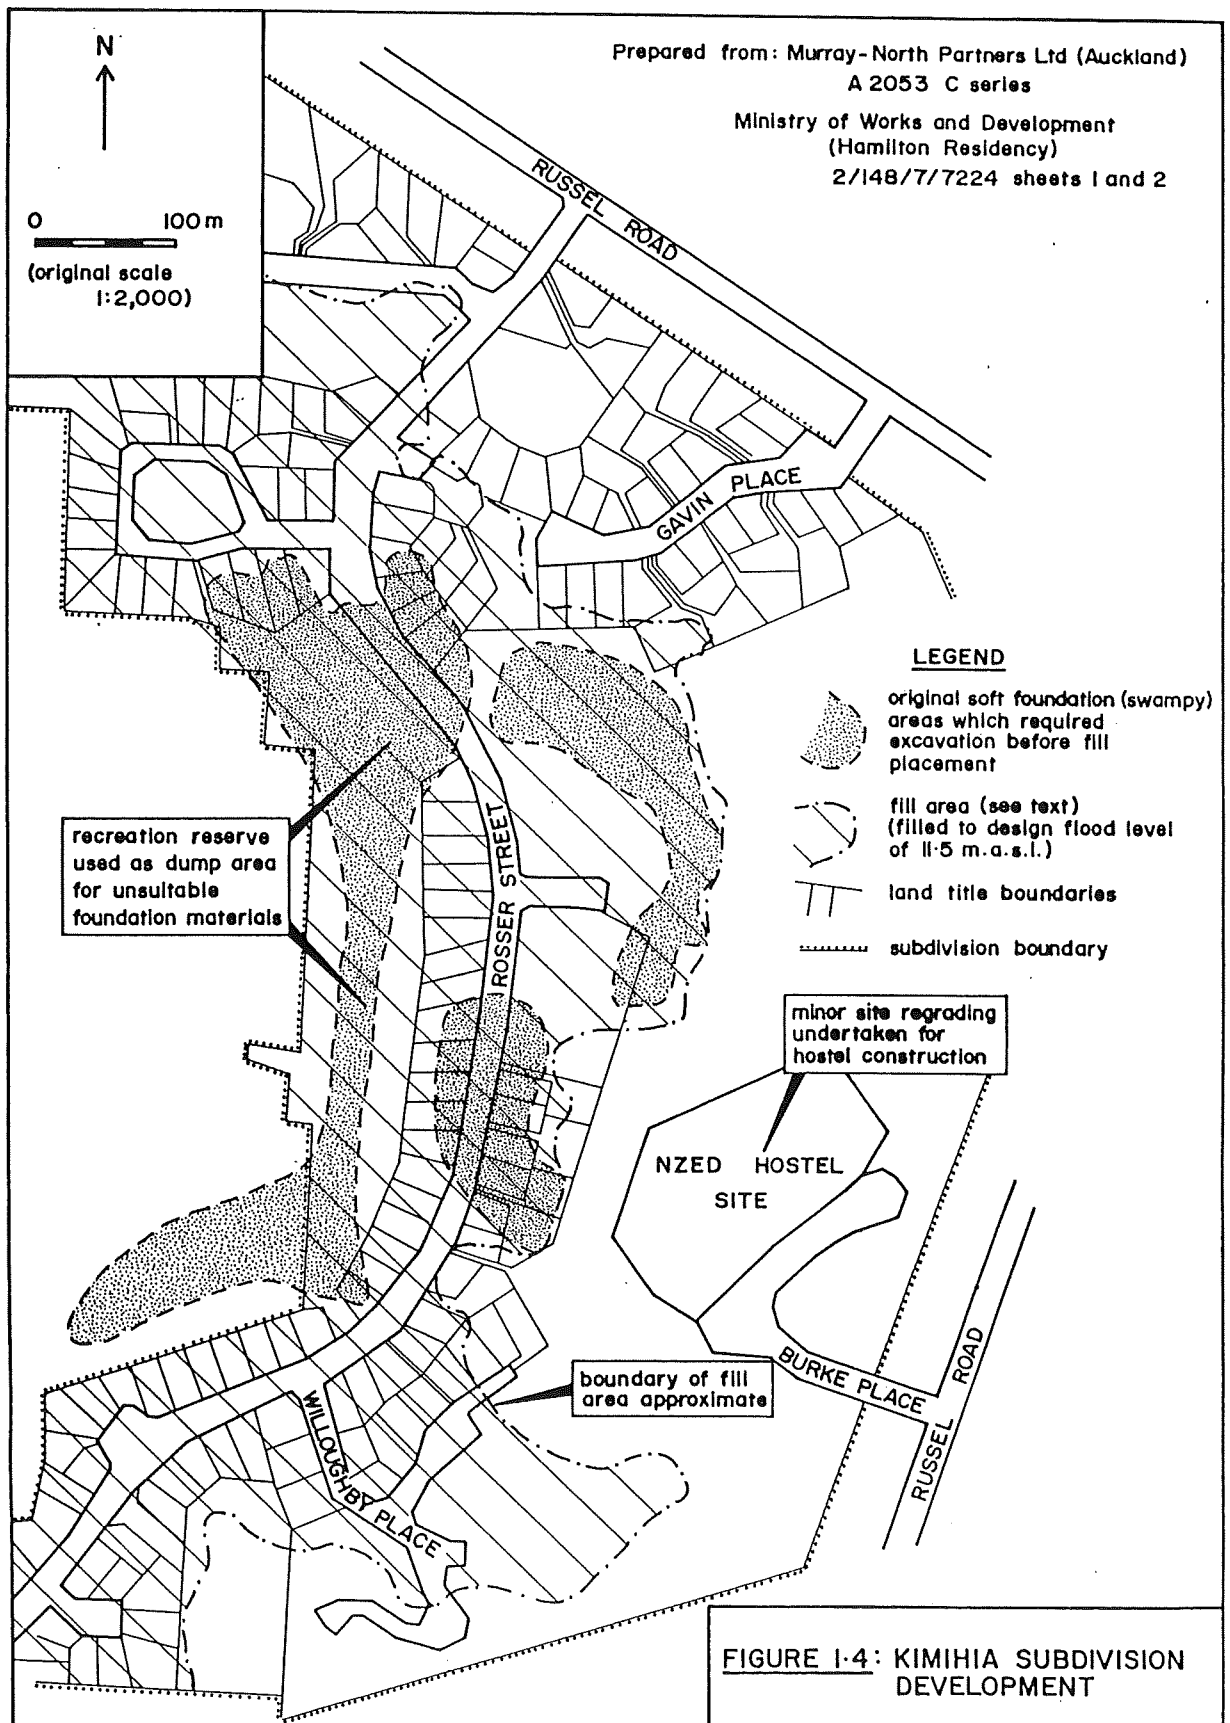 N
0 100 m
(original scale
1:2,000)
Prepared from: Murray-North Partners Ltd (Auckland)
A 2053 C series
Ministry of Works and Development
(Hamilton Residency)
2/148/7/7224 sheets 1 and 2
RUSSEL ROAD
GAVIN PLACE
LEGEND
original soft foundation (swampy)
areas which required
excavation before fill
placement
fill area (see text)
(filled to design flood level
of 11·5 m.a.s.l.)
land title boundaries
subdivision boundary
recreation reserve
used as dump area
for unsuitable
foundation materials
ROSSER STREET
minor site regrading
undertaken for
hostel construction
NZED HOSTEL
SITE
BURKE PLACE
RUSSEL ROAD
boundary of fill
area approximate
WILLOUGHBY PLACE
FIGURE 1·4: KIMIHIA SUBDIVISION
DEVELOPMENT